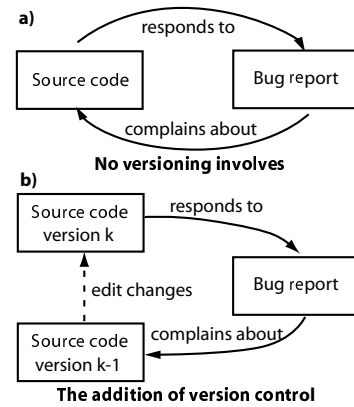 a)
responds to
Source code
Bug report
complains about
No versioning involves
b)
Source code
version k
responds to
Bug report
edit changes
complains about
Source code
version k-1
The addition of version control